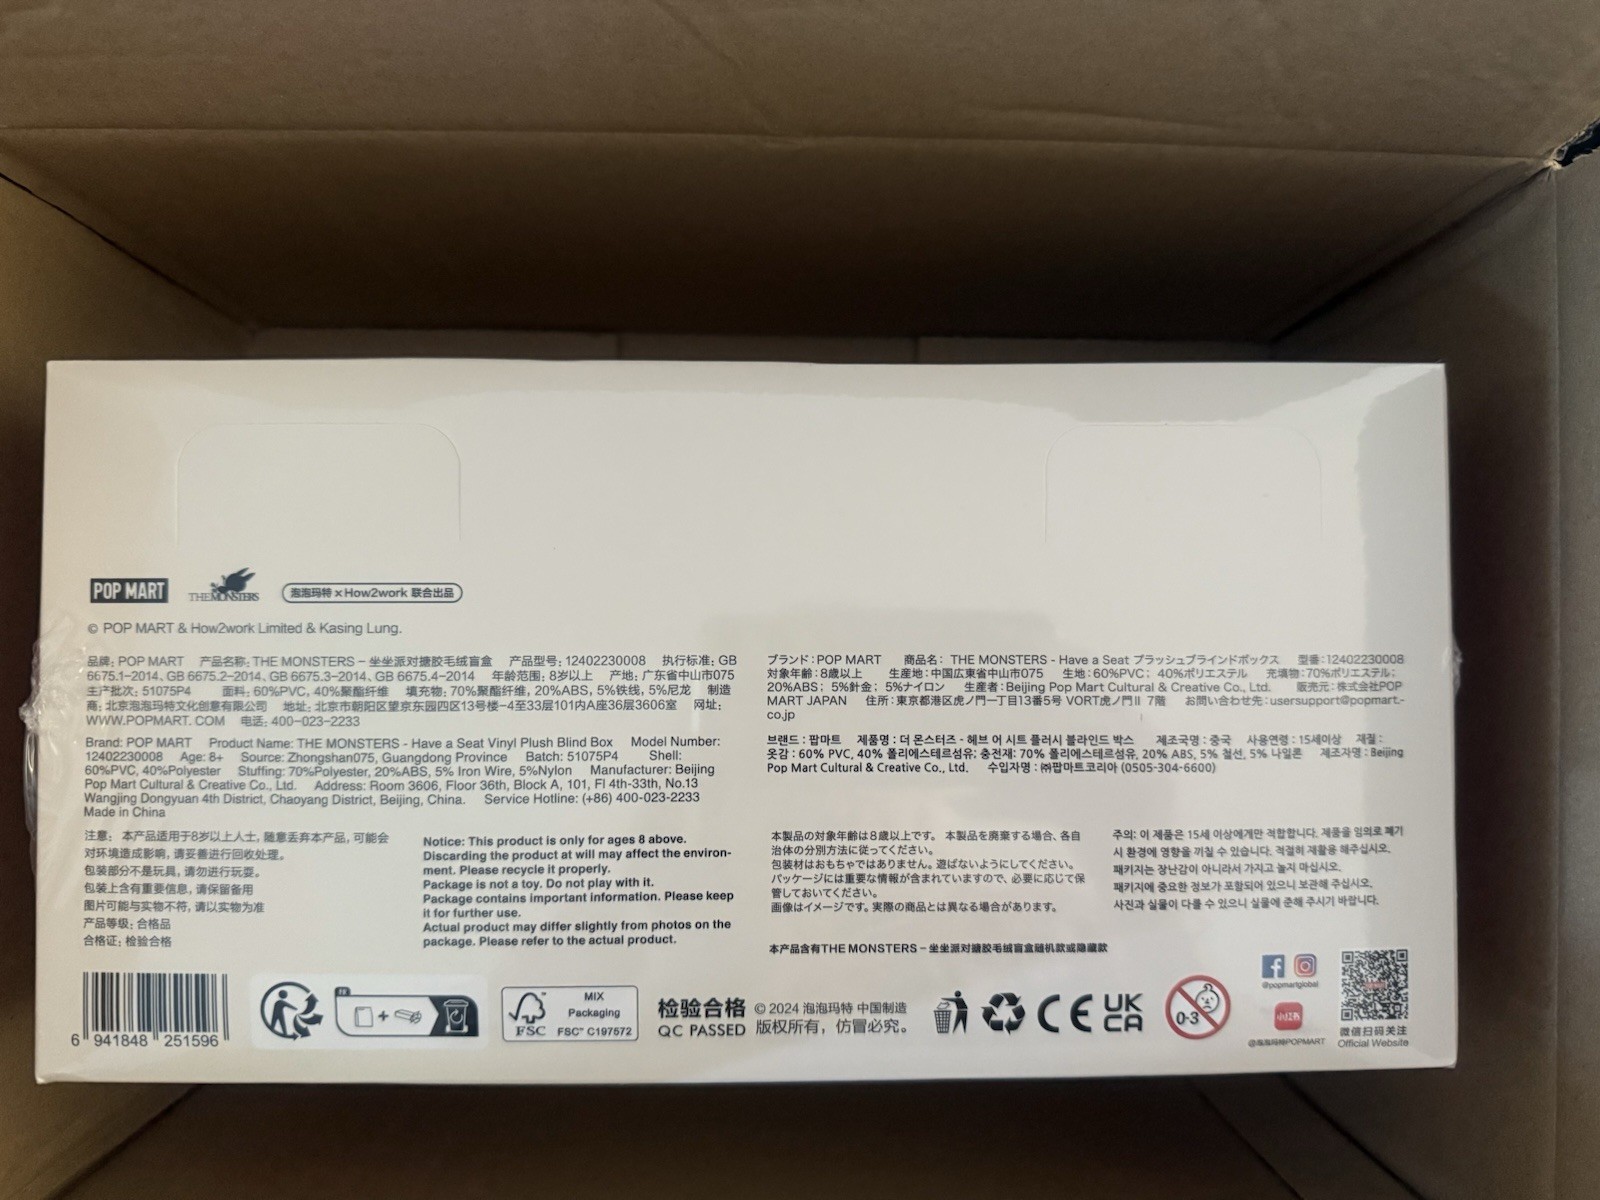 POP MART
THE MONSTERS
泡泡玛特×How2work 联合出品
© POP MART & How2work Limited & Kasing Lung.
品牌: POP MART 产品名称: THE MONSTERS – 坐坐派对搪胶毛绒盲盒 产品型号: 12402230008 执行标准: GB
6675.1–2014、GB 6675.2–2014、GB 6675.3–2014、GB 6675.4–2014 年龄范围: 8岁以上 产地: 广东省中山市075
生产批次: 51075P4 面料: 60%PVC, 40%聚酯纤维 填充物: 70%聚酯纤维, 20%ABS, 5%铁线, 5%尼龙 制造
商: 北京泡泡玛特文化创意有限公司 地址: 北京市朝阳区望京东园四区13号楼–4至33层101内A座36层3606室 网址:
WWW.POPMART.COM 电话: 400–023–2233
Brand: POP MART Product Name: THE MONSTERS - Have a Seat Vinyl Plush Blind Box Model Number:
12402230008 Age: 8+ Source: Zhongshan075, Guangdong Province Batch: 51075P4 Shell:
60%PVC, 40%Polyester Stuffing: 70%Polyester, 20%ABS, 5% Iron Wire, 5%Nylon Manufacturer: Beijing
Pop Mart Cultural & Creative Co., Ltd. Address: Room 3606, Floor 36th, Block A, 101, Fl 4th-33th, No.13
Wangjing Dongyuan 4th District, Chaoyang District, Beijing, China. Service Hotline: (+86) 400-023-2233
Made in China
ブランド:POP MART 商品名: THE MONSTERS - Have a Seat プラッシュブラインドボックス 型番:12402230008
対象年齢:8歳以上 生産地:中国広東省中山市075 生地:60%PVC; 40%ポリエステル 充填物:70%ポリエステル;
20%ABS; 5%針金; 5%ナイロン 生産者:Beijing Pop Mart Cultural & Creative Co., Ltd. 販売元:株式会社POP
MART JAPAN 住所:東京都港区虎ノ門一丁目13番5号 VORT虎ノ門II 7階 お問い合わせ先:usersupport@popmart.-
co.jp
브랜드 : 팝마트 제품명 : 더 몬스터즈 - 헤브 어 시트 플러시 블라인드 박스 제조국명 : 중국 사용연령 : 15세이상 재질 :
옷감 : 60% PVC, 40% 폴리에스테르섬유: 충전재: 70% 폴리에스테르섬유, 20% ABS, 5% 철선, 5% 나일론 제조자명 : Beijing
Pop Mart Cultural & Creative Co., Ltd. 수입자명 : ㈜팝마트코리아 (0505-304-6600)
注意: 本产品适用于8岁以上人士, 随意丢弃本产品, 可能会
对环境造成影响, 请妥善进行回收处理。
包装部分不是玩具, 请勿进行玩耍。
包装上含有重要信息, 请保留备用
图片可能与实物不符, 请以实物为准
产品等级: 合格品
合格证: 检验合格
Notice: This product is only for ages 8 above.
Discarding the product at will may affect the environ-
ment. Please recycle it properly.
Package is not a toy. Do not play with it.
Package contains important information. Please keep
it for further use.
Actual product may differ slightly from photos on the
package. Please refer to the actual product.
本製品の対象年齢は8歳以上です。 本製品を廃棄する場合、各自
治体の分別方法に従ってください。
包装材はおもちゃではありません。遊ばないようにしてください。
パッケージには重要な情報が含まれていますので、必要に応じて保
管しておいてください。
画像はイメージです。実際の商品とは異なる場合があります。
주의: 이 제품은 15세 이상에게만 적합합니다. 제품을 임의로 폐기
시 환경에 영향을 끼칠 수 있습니다. 적절히 재활용 해주십시오.
패키지는 장난감이 아니라서 가지고 놀지 마십시오.
패키지에 중요한 정보가 포함되어 있으니 보관해 주십시오.
사진과 실물이 다를 수 있으니 실물에 준해 주시기 바랍니다.
本产品含有THE MONSTERS – 坐坐派对搪胶毛绒盲盒随机款或隐藏款
6 941848 251596
FR
FSC
MIX
Packaging
FSC™ C197572
检验合格
QC PASSED
© 2024 泡泡玛特 中国制造
版权所有, 仿冒必究。
CE
UK
CA
0-3
@popmartglobal
小红书
@泡泡玛特POPMART
微信扫码关注
Official Website